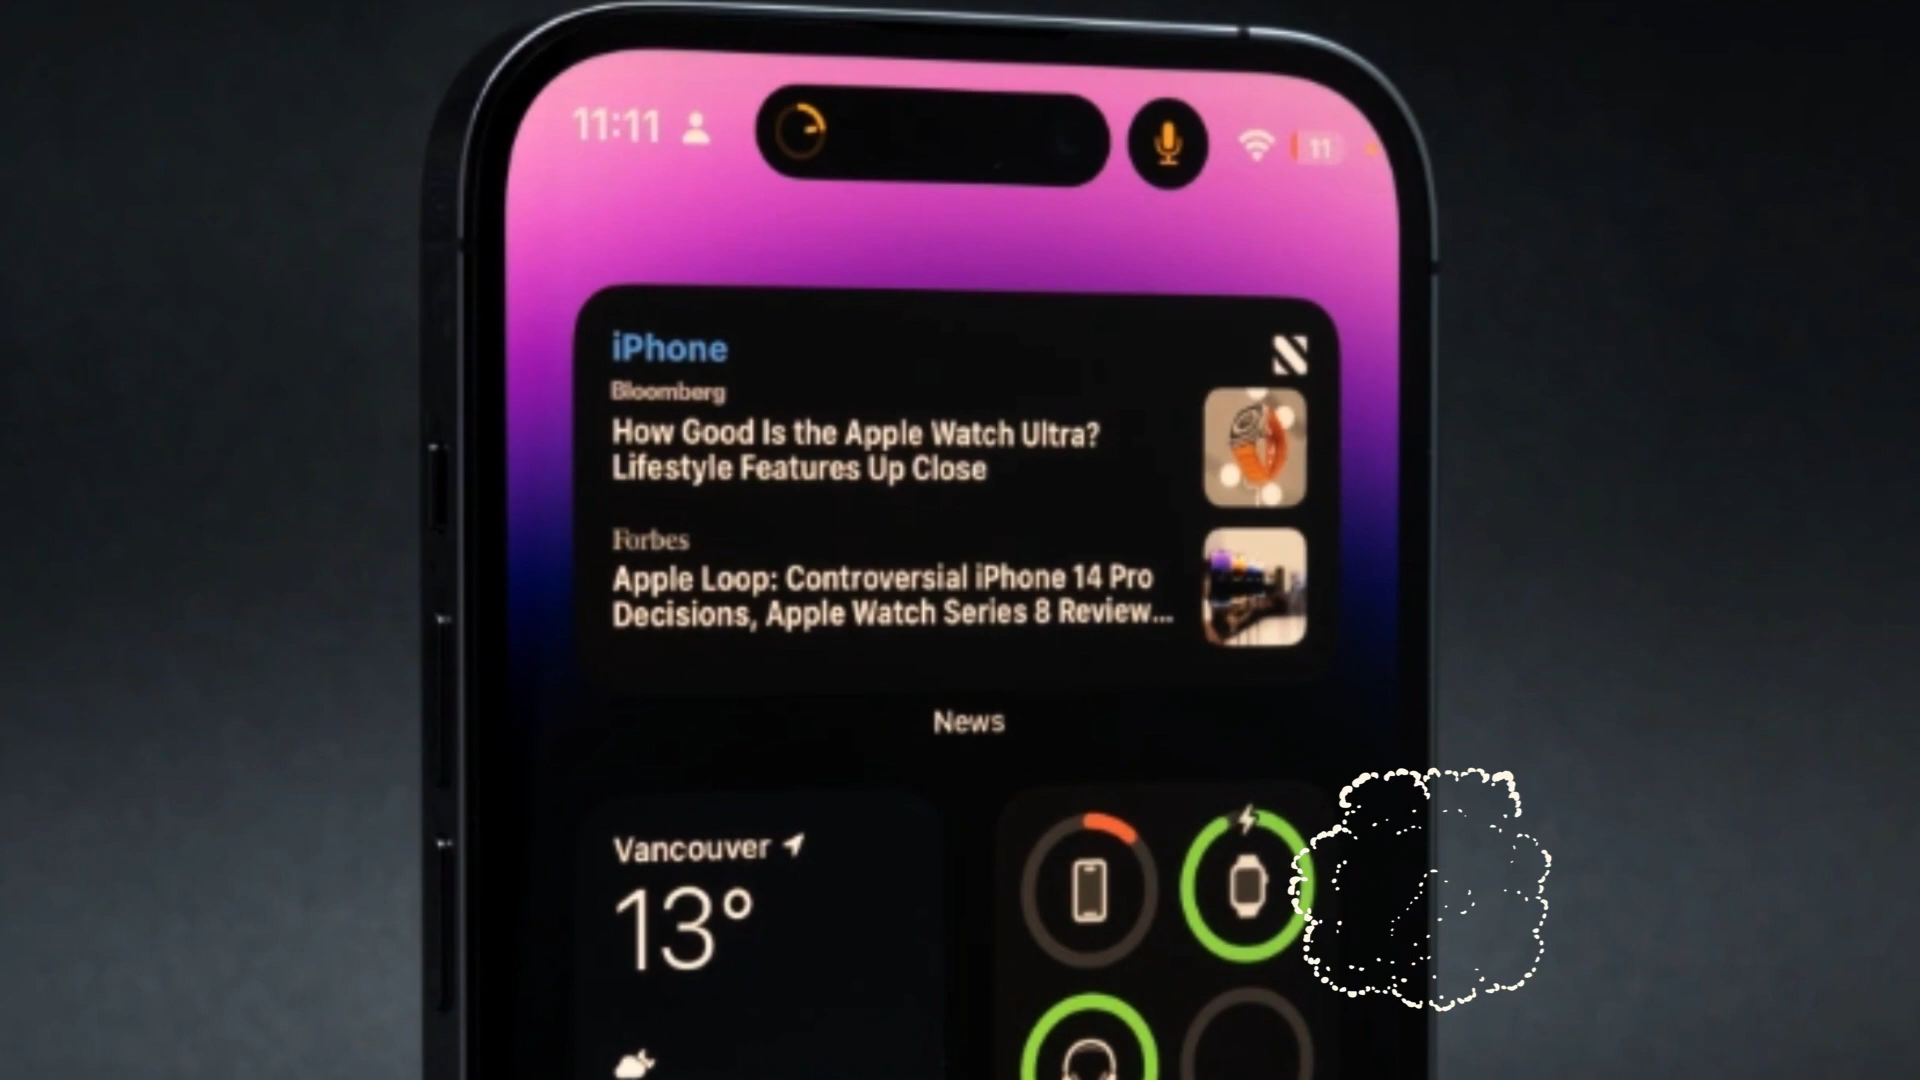 11:11
11
iPhone
Bloomberg
How Good Is the Apple Watch Ultra?
Lifestyle Features Up Close
Forbes
Apple Loop: Controversial iPhone 14 Pro
Decisions, Apple Watch Series 8 Review...
News
Vancouver
13°